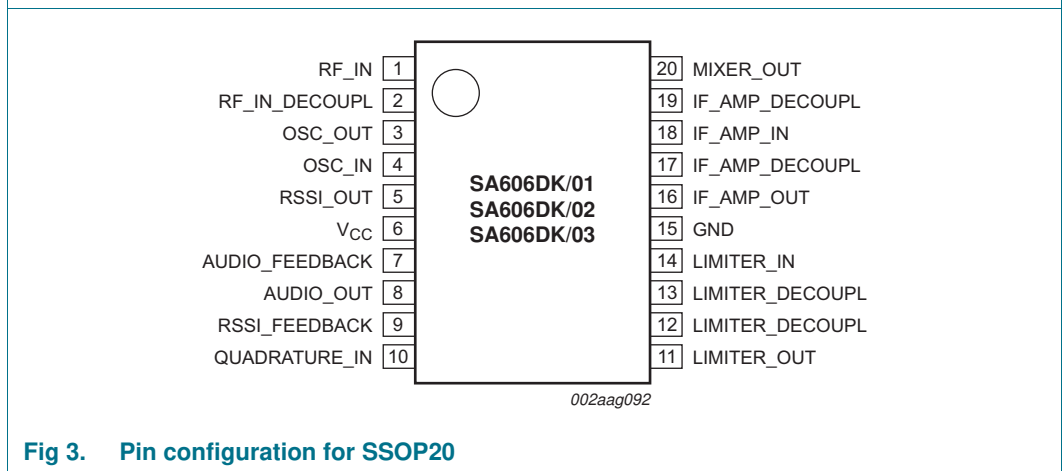 RF_IN 1
RF_IN_DECOUPL 2
OSC_OUT 3
OSC_IN 4
RSSI_OUT 5
VCC 6
AUDIO_FEEDBACK 7
AUDIO_OUT 8
RSSI_FEEDBACK 9
QUADRATURE_IN 10
SA606DK/01
SA606DK/02
SA606DK/03
20 MIXER_OUT
19 IF_AMP_DECOUPL
18 IF_AMP_IN
17 IF_AMP_DECOUPL
16 IF_AMP_OUT
15 GND
14 LIMITER_IN
13 LIMITER_DECOUPL
12 LIMITER_DECOUPL
11 LIMITER_OUT
002aag092
Fig 3. Pin configuration for SSOP20